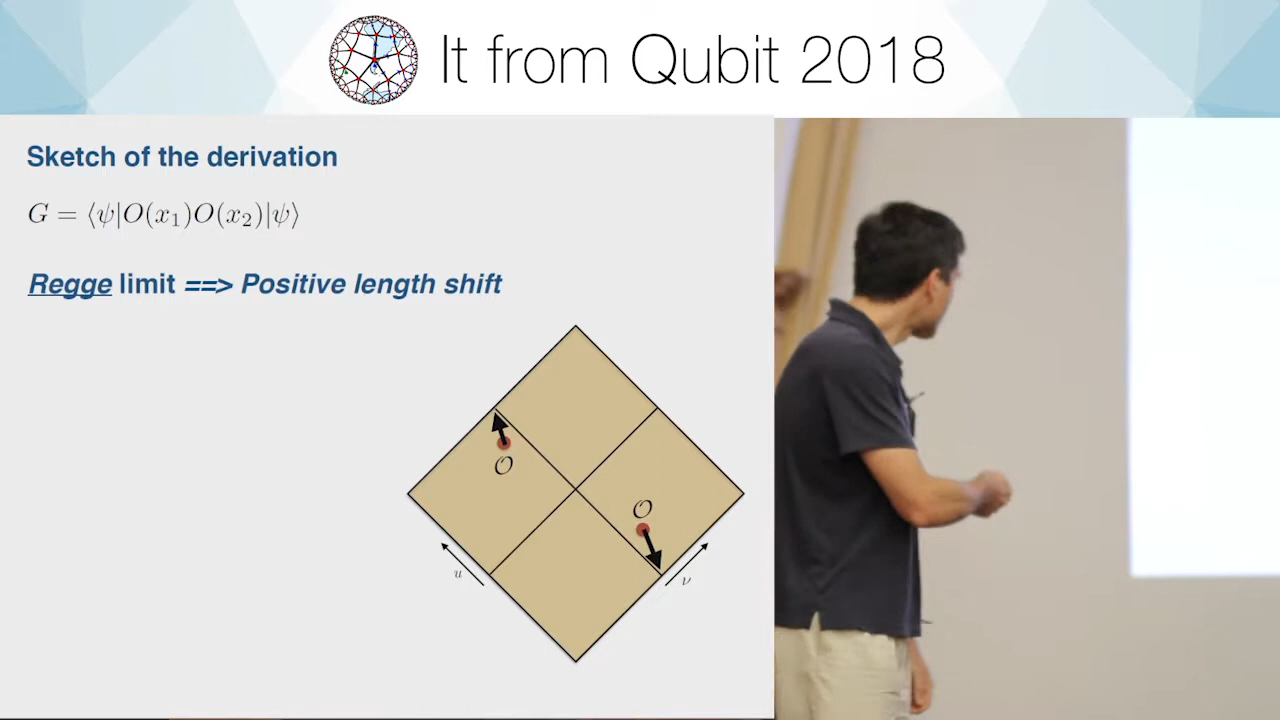 It from Qubit 2018
Sketch of the derivation
G = ⟨ψ|O(x₁)O(x₂)|ψ⟩
Regge limit ==> Positive length shift
O
O
u
ν